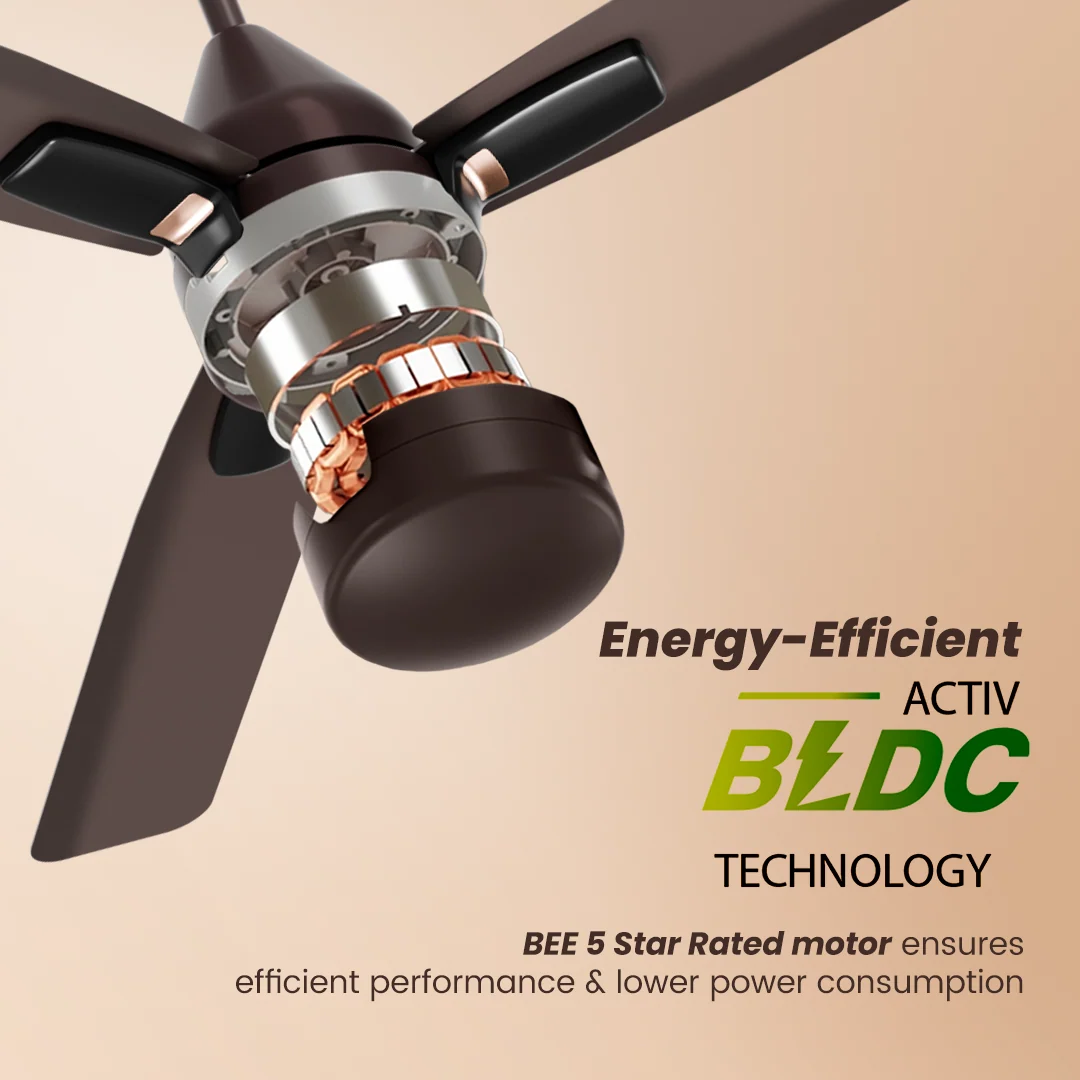 Energy-Efficient
ACTIV
BLDC
TECHNOLOGY
BEE 5 Star Rated motor ensures
efficient performance & lower power consumption